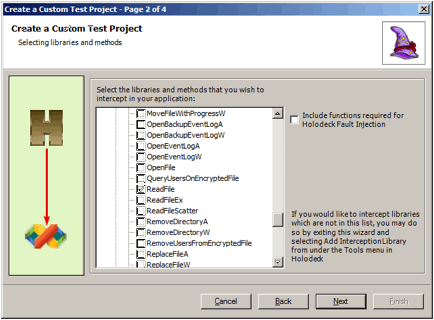 Create a Custom Test Project - Page 2 of 4
Create a Custom Test Project
Selecting libraries and methods
Select the libraries and methods that you wish to
intercept in your application:
MoveFileWithProgressW
OpenBackupEventLogA
OpenBackupEventLogW
OpenEventLogA
OpenEventLogW
OpenFile
QueryUsersOnEncryptedFile
ReadFile
ReadFileEx
ReadFileScatter
RemoveDirectoryA
RemoveDirectoryW
RemoveUsersFromEncryptedFile
ReplaceFileA
ReplaceFileW
Include functions required for
Holodeck Fault Injection
If you would like to intercept libraries
which are not in this list, you may do
so by exiting this wizard and
selecting Add InterceptionLibrary
from under the Tools menu in
Holodeck
H
Cancel
Back
Next
Finish